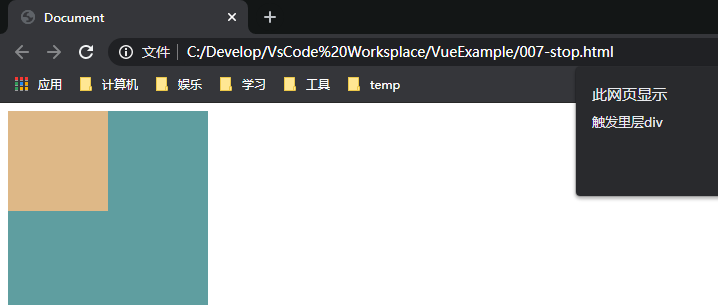 Document
文件 C:/Develop/VsCode%20Worksplace/VueExample/007-stop.html
应用 计算机 娱乐 学习 工具 temp
此网页显示
触发里层div